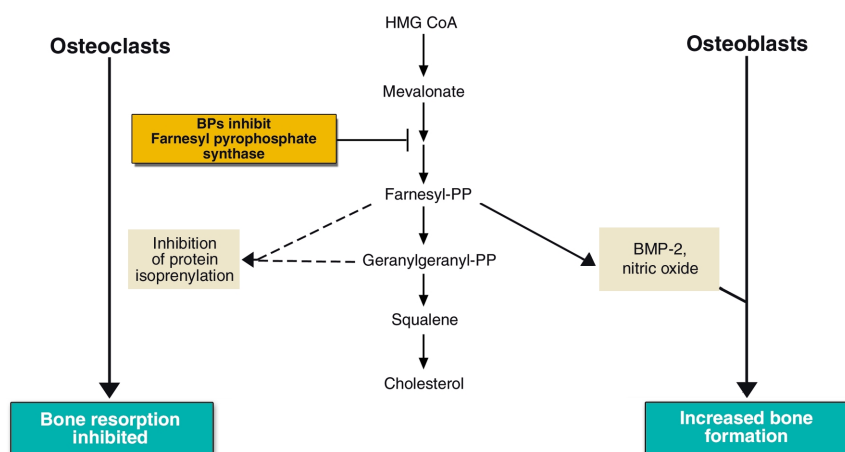 HMG CoA
Osteoclasts
Osteoblasts
Mevalonate
BPs inhibit
Farnesyl pyrophosphate
synthase
Farnesyl-PP
Inhibition
of protein
isoprenylation
Geranylgeranyl-PP
BMP-2,
nitric oxide
Squalene
Cholesterol
Bone resorption
inhibited
Increased bone
formation